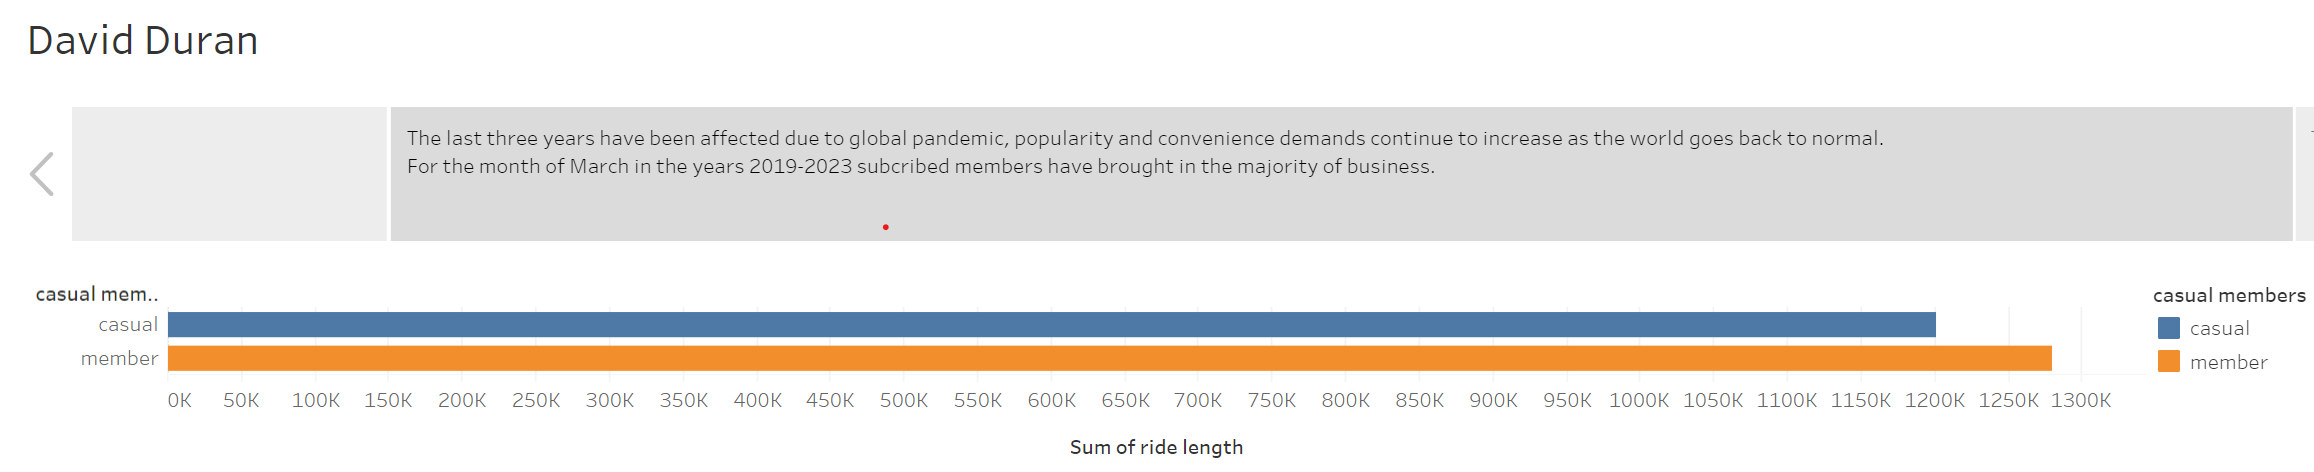 David Duran
The last three years have been affected due to global pandemic, popularity and convenience demands continue to increase as the world goes back to normal.
For the month of March in the years 2019-2023 subcribed members have brought in the majority of business.
casual mem..
casual
member
0K 50K 100K 150K 200K 250K 300K 350K 400K 450K 500K 550K 600K 650K 700K 750K 800K 850K 900K 950K 1000K 1050K 1100K 1150K 1200K 1250K 1300K
Sum of ride length
casual members
casual
member